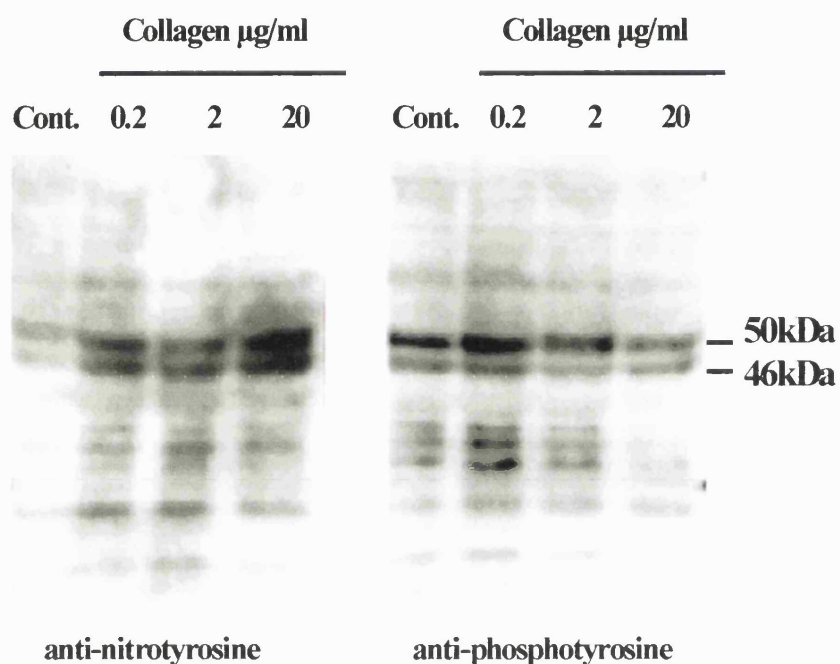 Collagen µg/ml Collagen µg/ml
Cont. 0.2 2 20 Cont. 0.2 2 20
50kDa
46kDa
anti-nitrotyrosine anti-phosphotyrosine